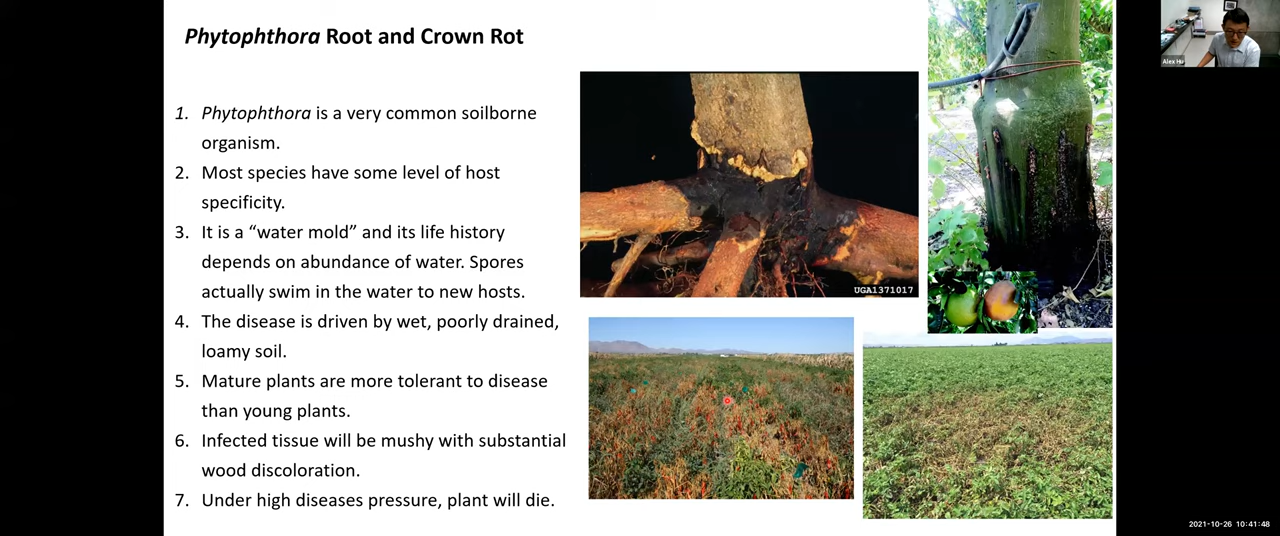 Phytophthora Root and Crown Rot
1. Phytophthora is a very common soilborne
organism.
2. Most species have some level of host
specificity.
3. It is a “water mold” and its life history
depends on abundance of water. Spores
actually swim in the water to new hosts.
4. The disease is driven by wet, poorly drained,
loamy soil.
5. Mature plants are more tolerant to disease
than young plants.
6. Infected tissue will be mushy with substantial
wood discoloration.
7. Under high diseases pressure, plant will die.
UGA1371017
Alex Hu
2021-10-26 10:41:48